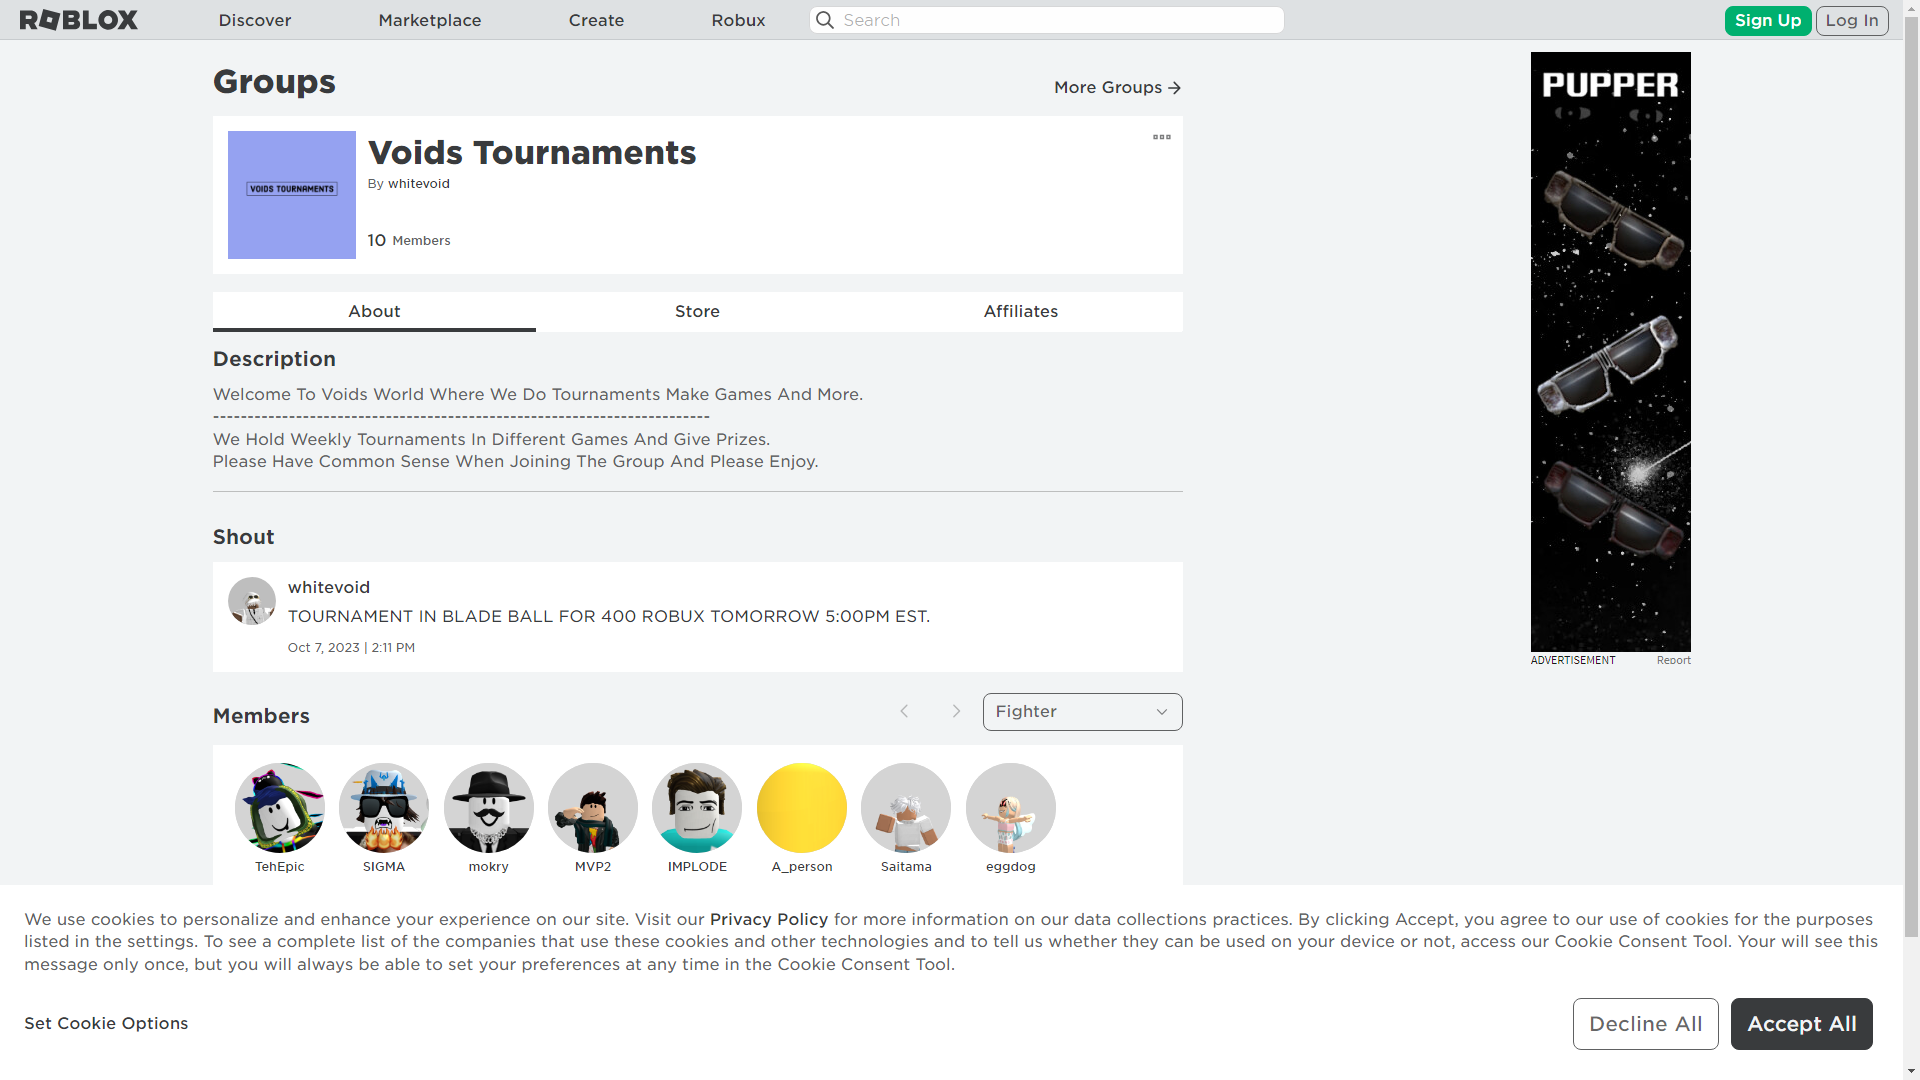 ROBLOX
Discover
Marketplace
Create
Robux
Search
Sign Up
Log In
Groups
More Groups
VOIDS TOURNAMENTS
Voids Tournaments
By whitevoid
10 Members
About
Store
Affiliates
Description
Welcome To Voids World Where We Do Tournaments Make Games And More.
------------------------------------------------------------------------
We Hold Weekly Tournaments In Different Games And Give Prizes.
Please Have Common Sense When Joining The Group And Please Enjoy.
Shout
whitevoid
TOURNAMENT IN BLADE BALL FOR 400 ROBUX TOMORROW 5:00PM EST.
Oct 7, 2023 | 2:11 PM
Members
Fighter
TehEpic
SIGMA
mokry
MVP2
IMPLODE
A_person
Saitama
eggdog
PUPPER
ADVERTISEMENT
Report
We use cookies to personalize and enhance your experience on our site. Visit our Privacy Policy for more information on our data collections practices. By clicking Accept, you agree to our use of cookies for the purposes
listed in the settings. To see a complete list of the companies that use these cookies and other technologies and to tell us whether they can be used on your device or not, access our Cookie Consent Tool. Your will see this
message only once, but you will always be able to set your preferences at any time in the Cookie Consent Tool.
Set Cookie Options
Decline All
Accept All